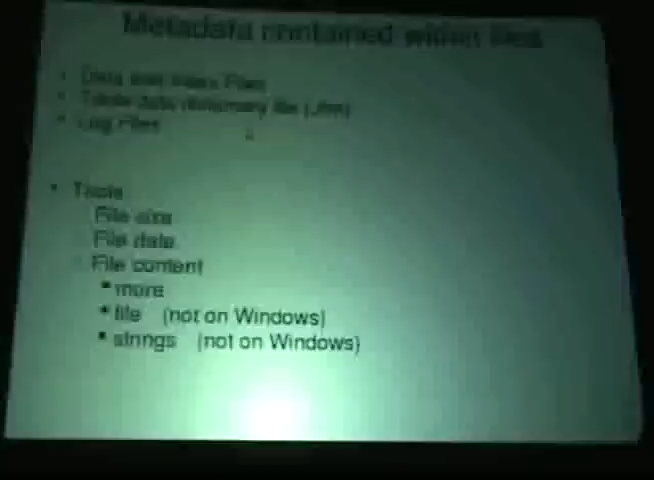 Metadata contained within files
Data and Index Files
Table data dictionary file (.frm)
Log Files
Tools
File size
File date
File content
more
file (not on Windows)
strings (not on Windows)